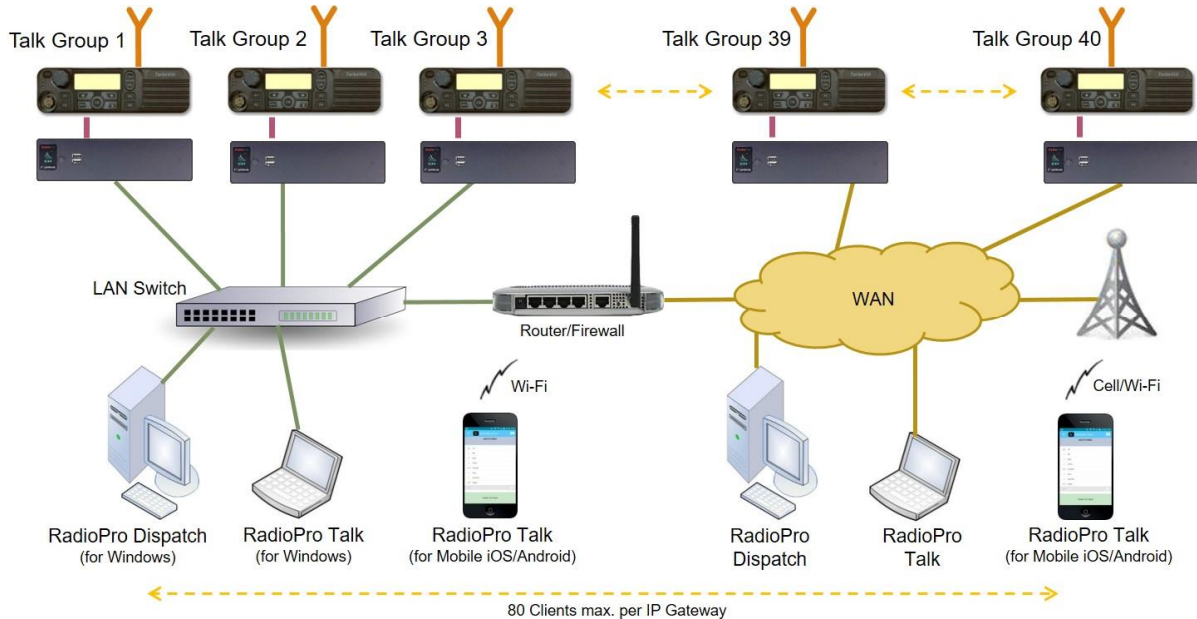 Talk Group 1
Talk Group 2
Talk Group 3
Talk Group 39
Talk Group 40
LAN Switch
Router/Firewall
WAN
Wi-Fi
Cell/Wi-Fi
RadioPro Dispatch
(for Windows)
RadioPro Talk
(for Windows)
RadioPro Talk
(for Mobile iOS/Android)
RadioPro
Dispatch
RadioPro
Talk
RadioPro Talk
(for Mobile iOS/Android)
80 Clients max. per IP Gateway